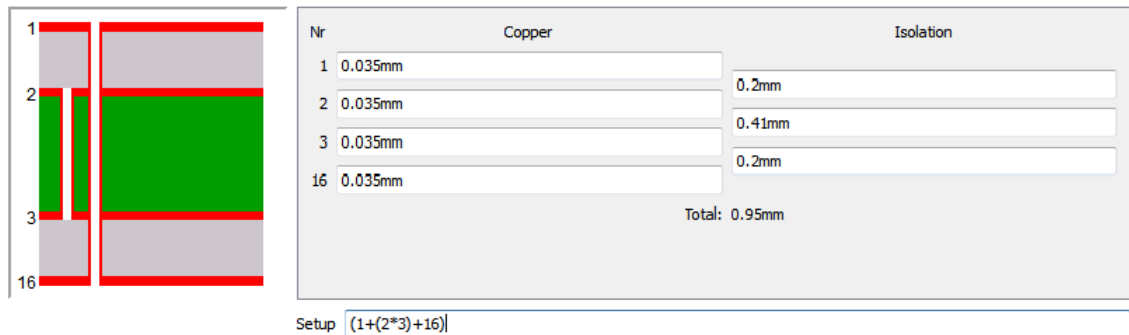 1
2
3
16
Nr Copper Isolation
1 0.035mm
0.2mm
2 0.035mm
0.41mm
3 0.035mm
0.2mm
16 0.035mm
Total: 0.95mm
Setup (1+(2*3)+16)